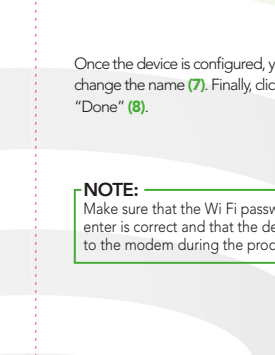 Once the device is configured, y
change the name (7). Finally, clic
"Done" (8).
NOTE:
Make sure that the Wi Fi passw
enter is correct and that the de
to the modem during the proc